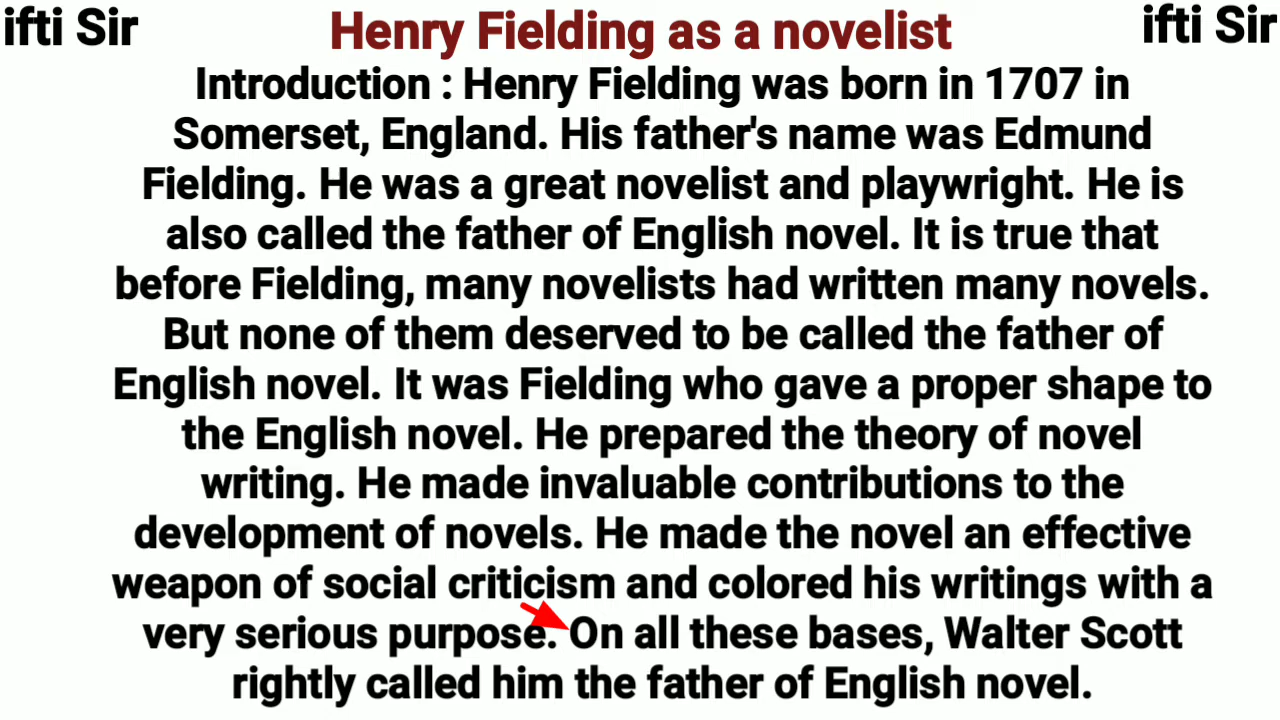 ifti Sir
Henry Fielding as a novelist
ifti Sir
Introduction : Henry Fielding was born in 1707 in
Somerset, England. His father's name was Edmund
Fielding. He was a great novelist and playwright. He is
also called the father of English novel. It is true that
before Fielding, many novelists had written many novels.
But none of them deserved to be called the father of
English novel. It was Fielding who gave a proper shape to
the English novel. He prepared the theory of novel
writing. He made invaluable contributions to the
development of novels. He made the novel an effective
weapon of social criticism and colored his writings with a
very serious purpose. On all these bases, Walter Scott
rightly called him the father of English novel.